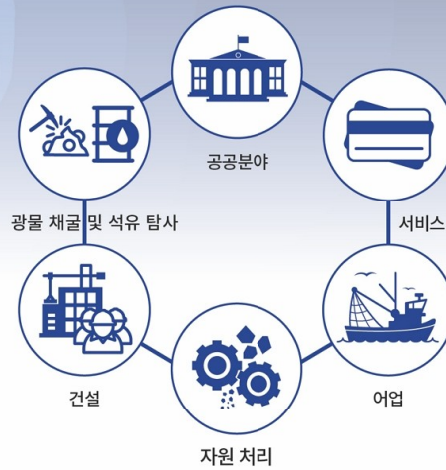 공공분야
광물 채굴 및 석유 탐사
서비스
건설
어업
자원 처리